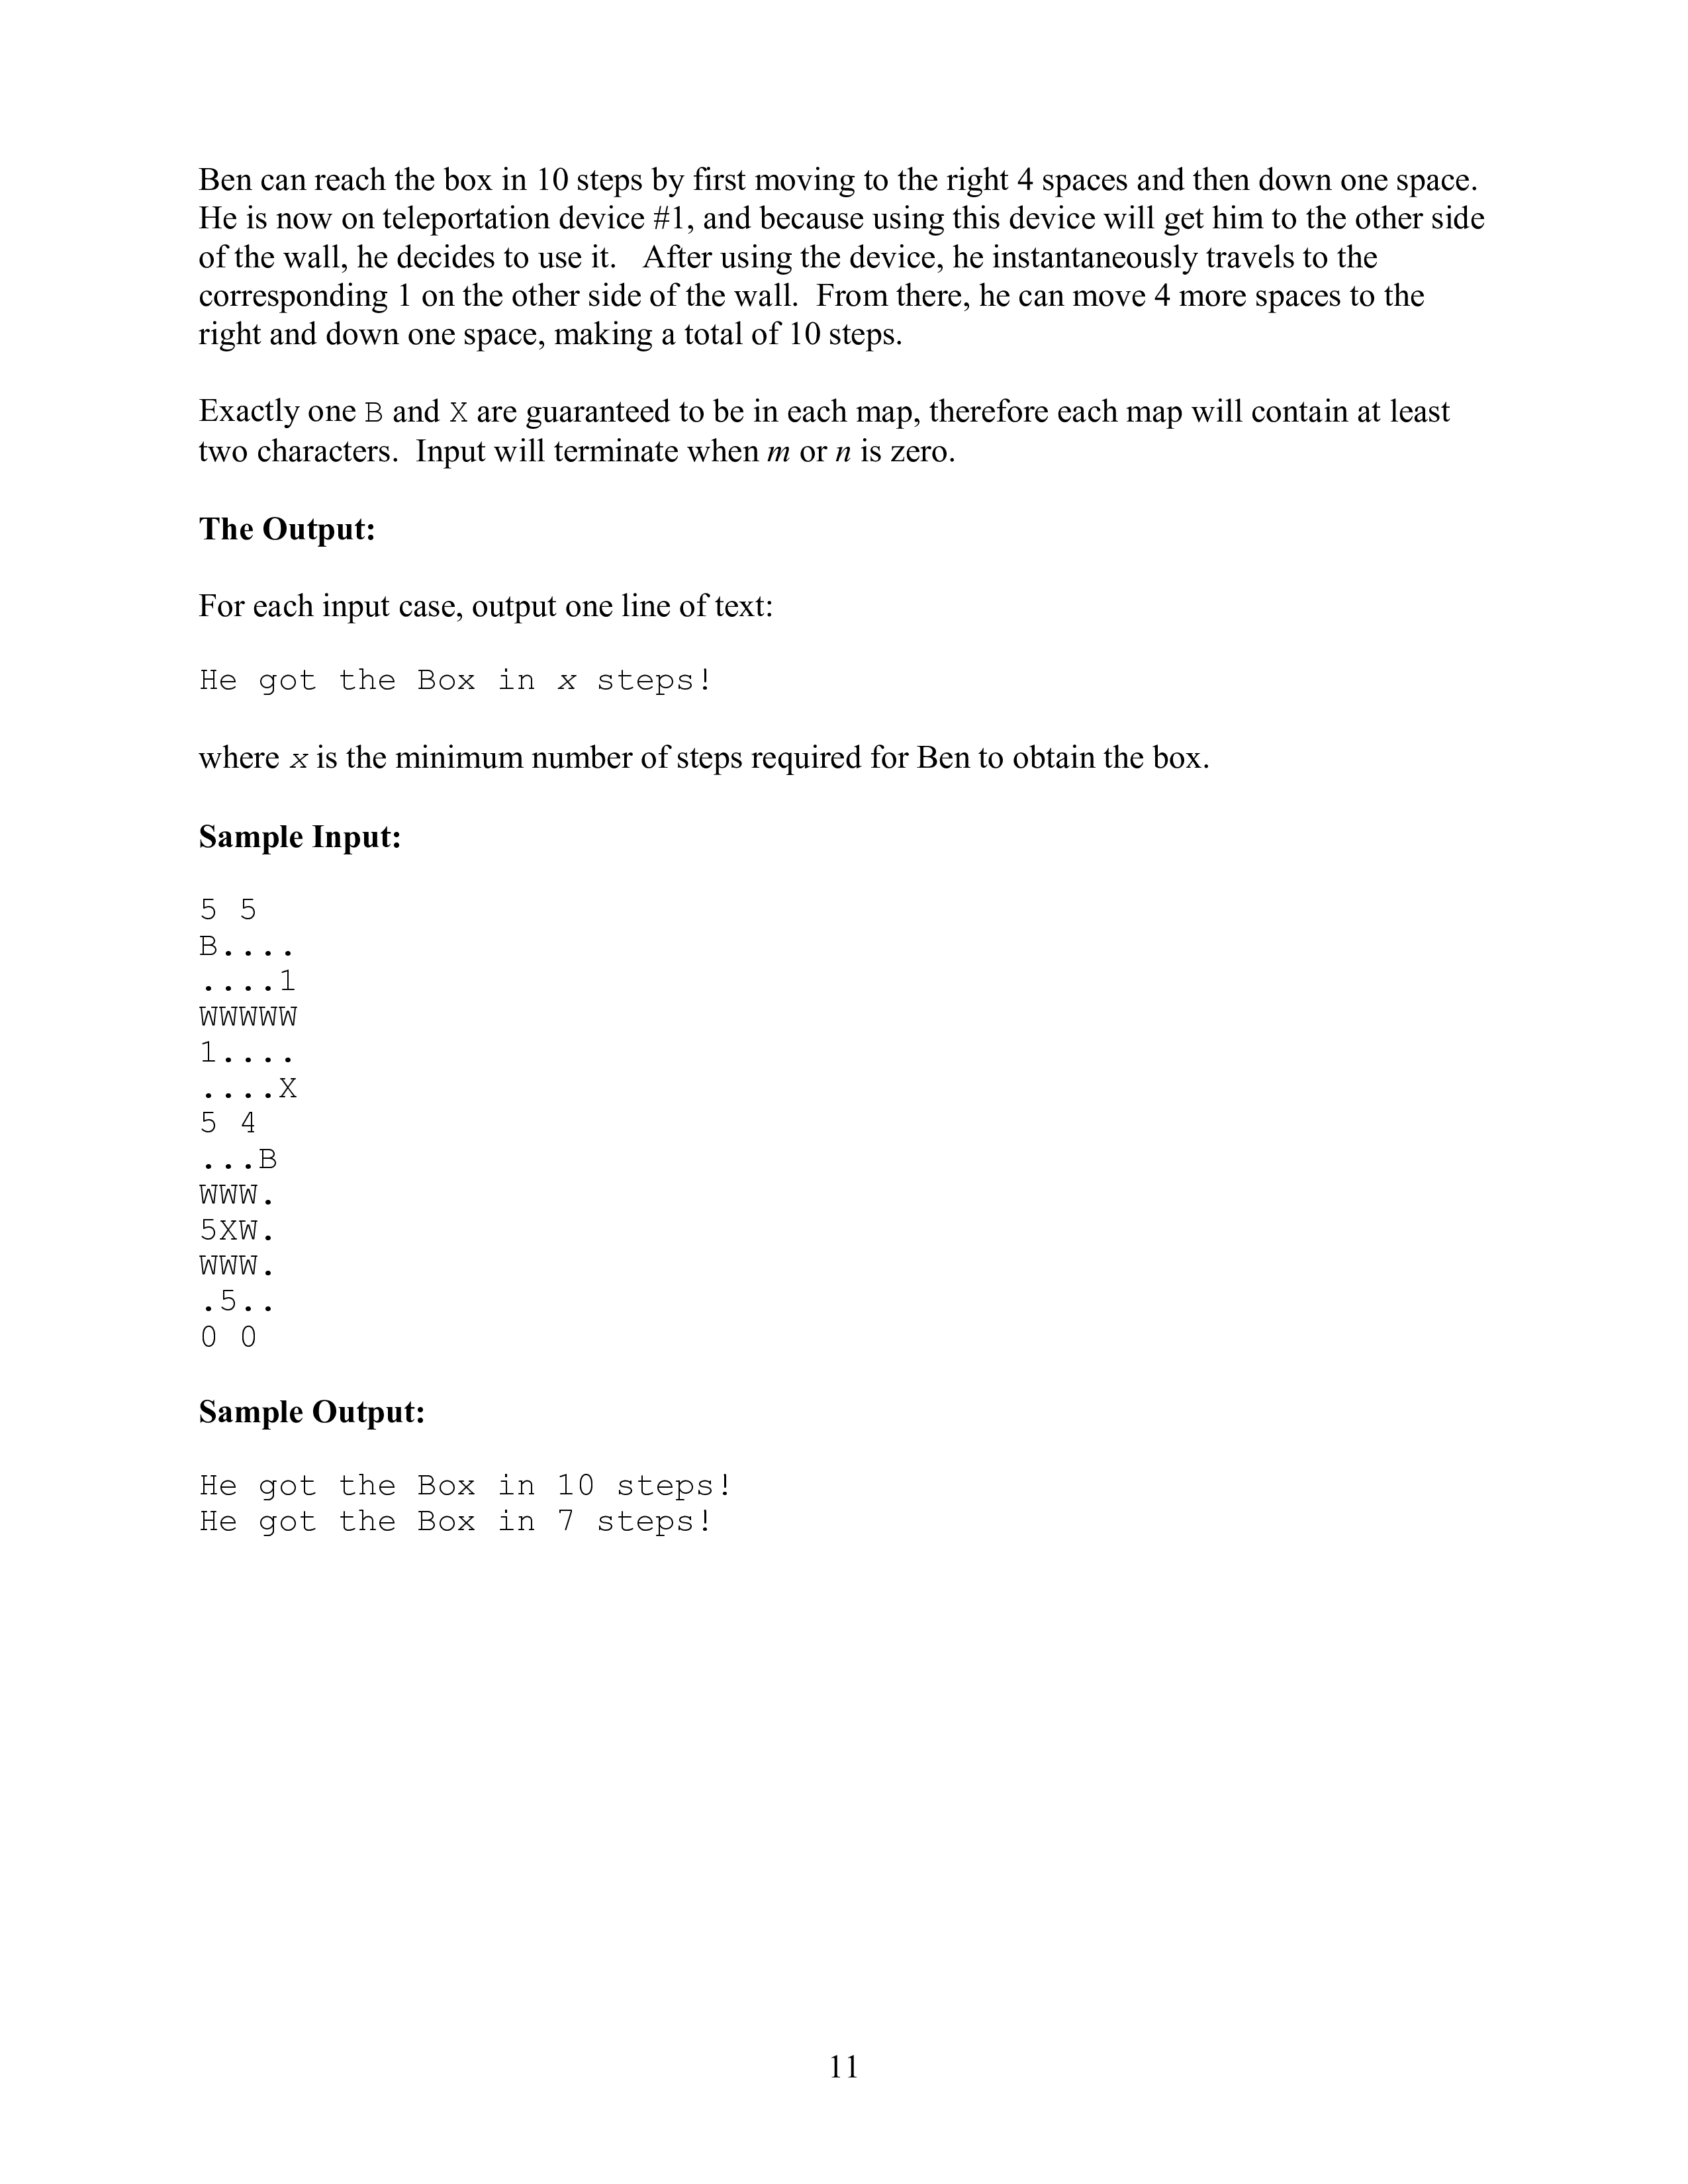 Ben can reach the box in 10 steps by first moving to the right 4 spaces and then down one space.
He is now on teleportation device #1, and because using this device will get him to the other side
of the wall, he decides to use it.   After using the device, he instantaneously travels to the
corresponding 1 on the other side of the wall.  From there, he can move 4 more spaces to the
right and down one space, making a total of 10 steps.
Exactly one B and X are guaranteed to be in each map, therefore each map will contain at least
two characters.  Input will terminate when m or n is zero.
The Output:
For each input case, output one line of text:
He got the Box in x steps!
where x is the minimum number of steps required for Ben to obtain the box.
Sample Input:
5 5
B....
....1
WWWWW
1....
....X
5 4
...B
WWW.
5XW.
WWW.
.5..
0 0
Sample Output:
He got the Box in 10 steps!
He got the Box in 7 steps!
11